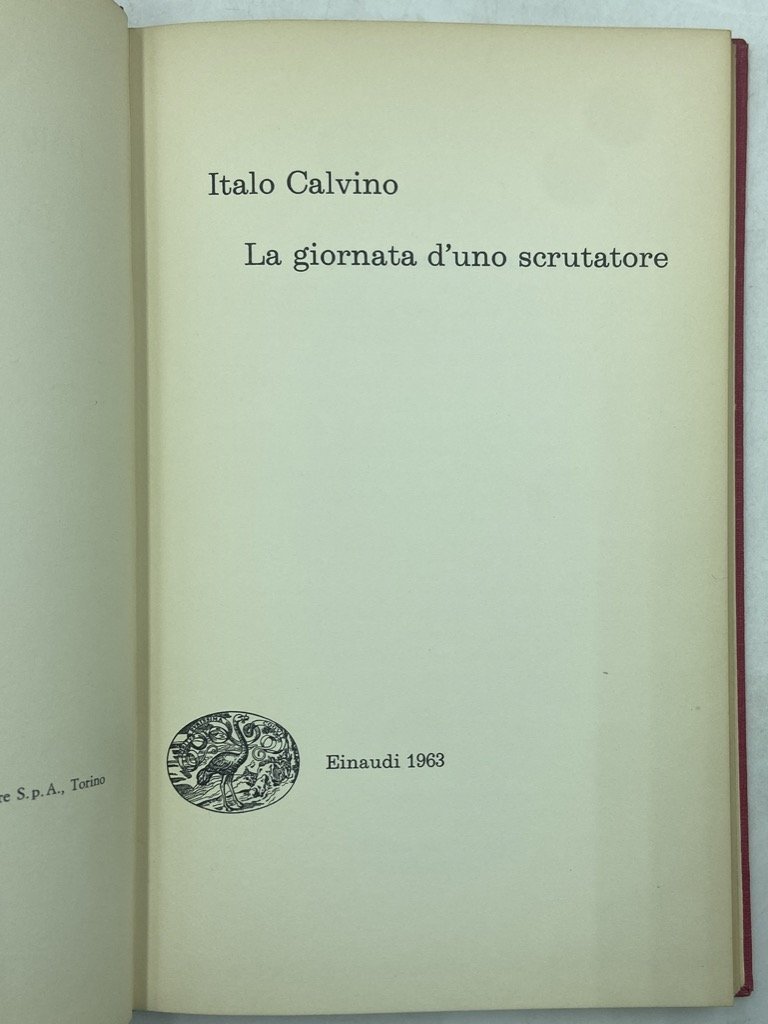 Italo Calvino
La giornata d'uno scrutatore
Einaudi 1963
re S.p.A., Torino